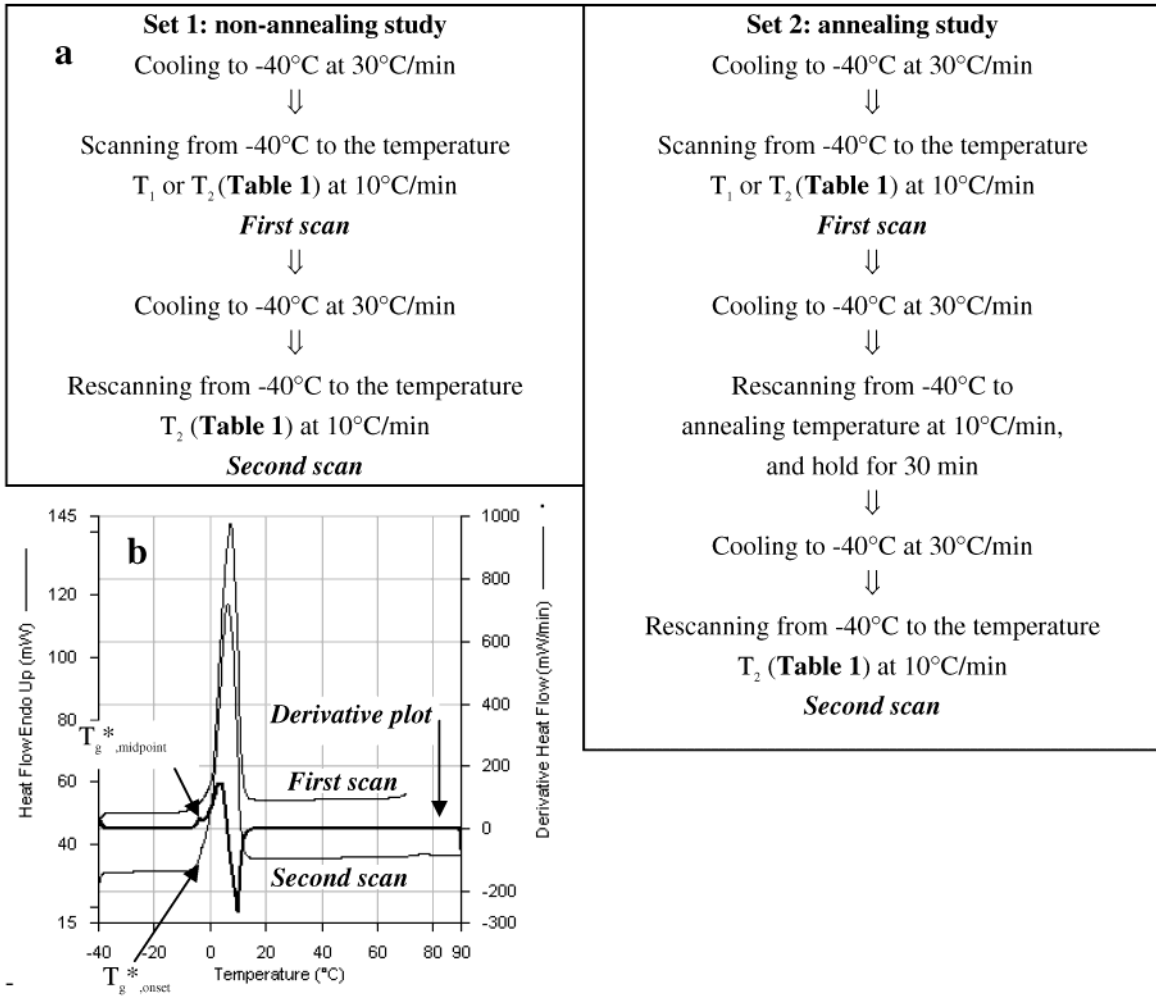 Set 1: non-annealing study
a
Cooling to -40°C at 30°C/min
⇓
Scanning from -40°C to the temperature
T₁ or T₂ (Table 1) at 10°C/min
First scan
⇓
Cooling to -40°C at 30°C/min
⇓
Rescanning from -40°C to the temperature
T₂ (Table 1) at 10°C/min
Second scan
Set 2: annealing study
Cooling to -40°C at 30°C/min
⇓
Scanning from -40°C to the temperature
T₁ or T₂ (Table 1) at 10°C/min
First scan
⇓
Cooling to -40°C at 30°C/min
⇓
Rescanning from -40°C to
annealing temperature at 10°C/min,
and hold for 30 min
⇓
Cooling to -40°C at 30°C/min
⇓
Rescanning from -40°C to the temperature
T₂ (Table 1) at 10°C/min
Second scan
b
Heat Flow Endo Up (mW)
145
120
100
80
60
40
15
Derivative Heat Flow (mW/min)
1000
800
600
400
200
0
-200
-300
Derivative plot
Tg*,midpoint
First scan
Second scan
-40 -20 0 20 40 60 80 90
Temperature (°C)
Tg*,onset
-